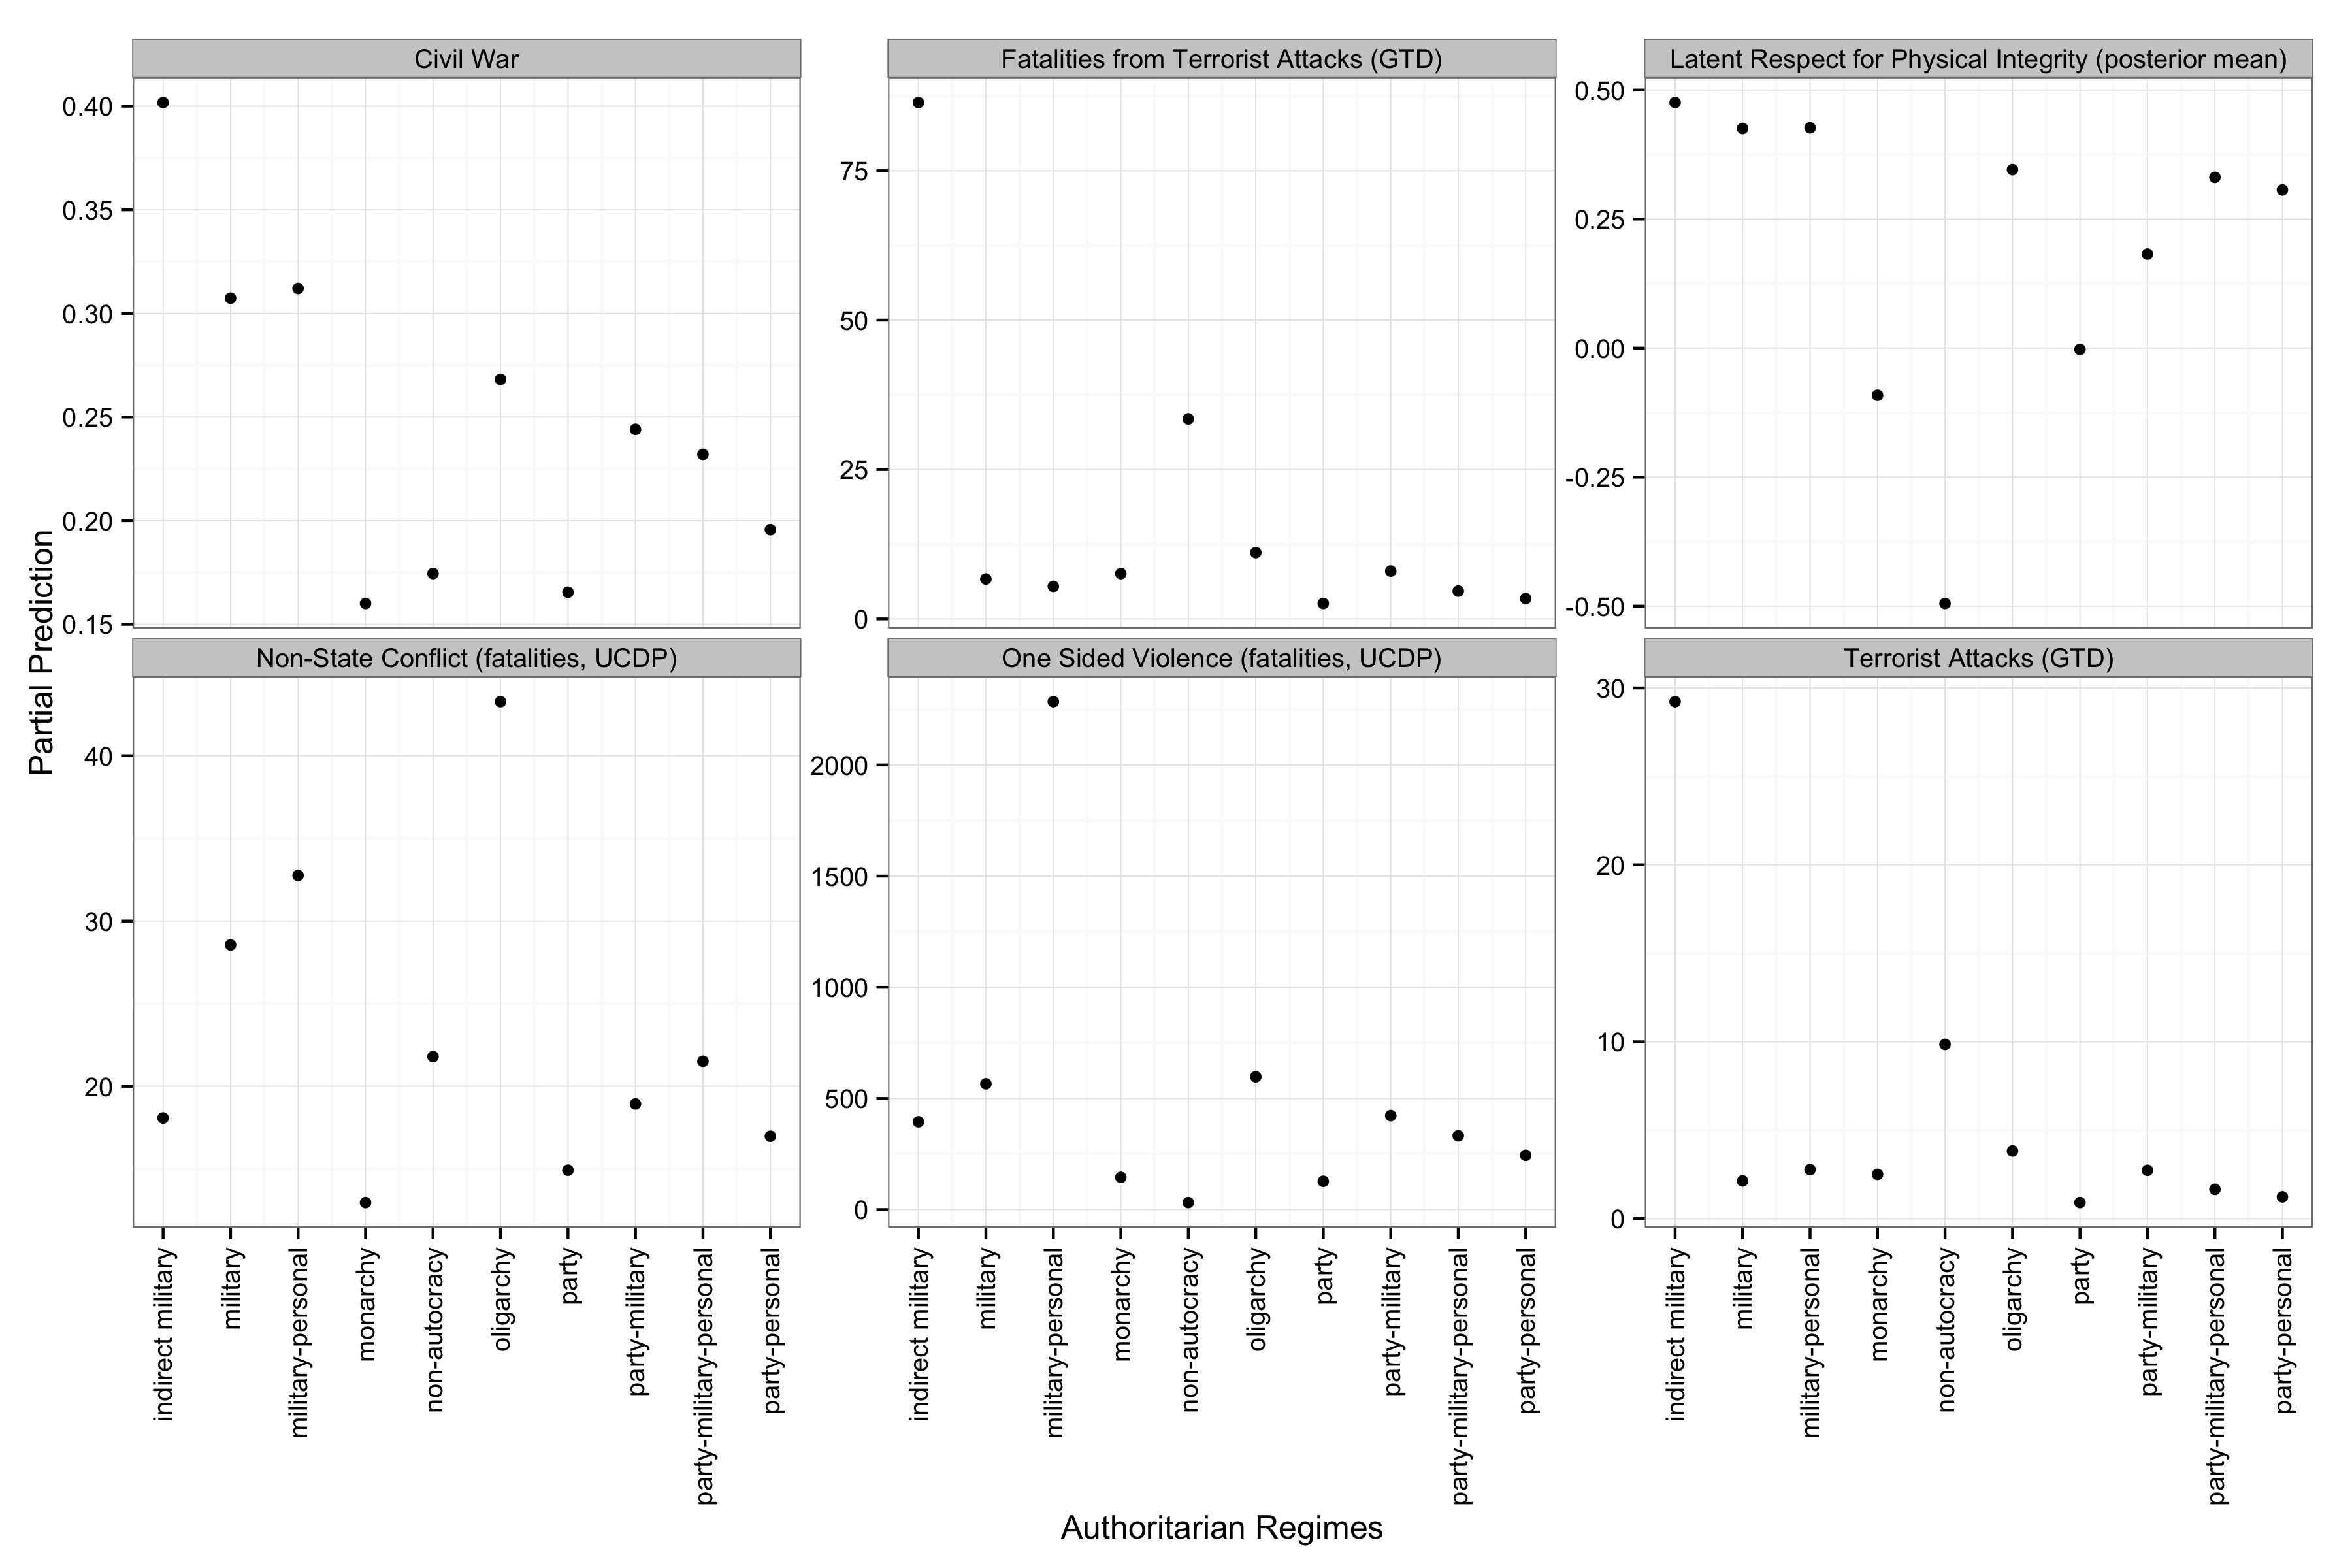 Civil War
Fatalities from Terrorist Attacks (GTD)
Latent Respect for Physical Integrity (posterior mean)
0.40
0.35
0.30
0.25
0.20
0.15
75
50
25
0
0.50
0.25
0.00
-0.25
-0.50
Partial Prediction
Non-State Conflict (fatalities, UCDP)
One Sided Violence (fatalities, UCDP)
Terrorist Attacks (GTD)
40
30
20
2000
1500
1000
500
0
30
20
10
0
indirect military
military
military-personal
monarchy
non-autocracy
oligarchy
party
party-military
party-military-personal
party-personal
indirect military
military
military-personal
monarchy
non-autocracy
oligarchy
party
party-military
party-military-personal
party-personal
indirect military
military
military-personal
monarchy
non-autocracy
oligarchy
party
party-military
party-military-personal
party-personal
Authoritarian Regimes